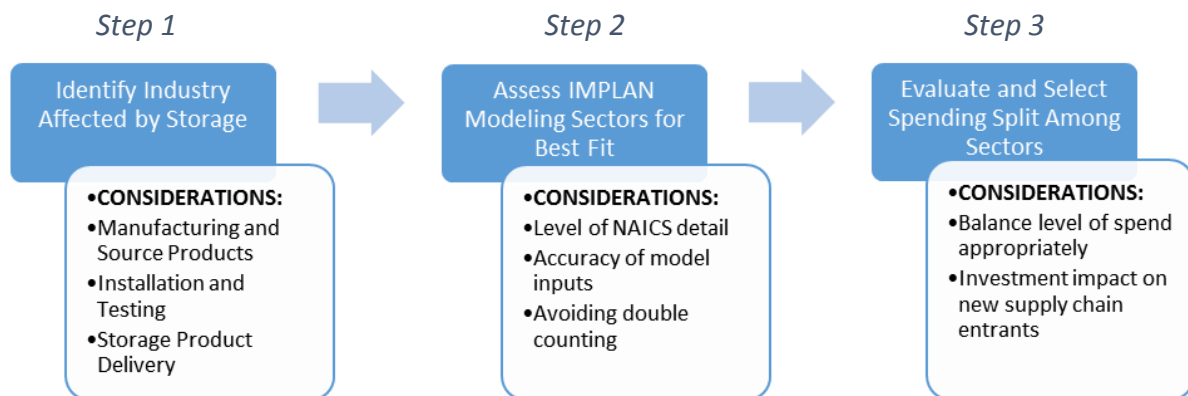 Step 1
Identify Industry
Affected by Storage
•CONSIDERATIONS:
•Manufacturing and
Source Products
•Installation and
Testing
•Storage Product
Delivery
Step 2
Assess IMPLAN
Modeling Sectors for
Best Fit
•CONSIDERATIONS:
•Level of NAICS detail
•Accuracy of model
inputs
•Avoiding double
counting
Step 3
Evaluate and Select
Spending Split Among
Sectors
•CONSIDERATIONS:
•Balance level of spend
appropriately
•Investment impact on
new supply chain
entrants